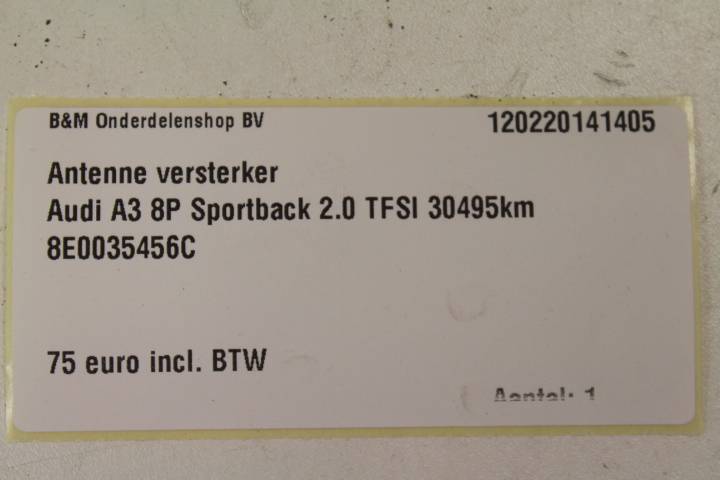 B&M Onderdelenshop BV 120220141405
Antenne versterker
Audi A3 8P Sportback 2.0 TFSI 30495km
8E0035456C
75 euro incl. BTW
Aantal: 1